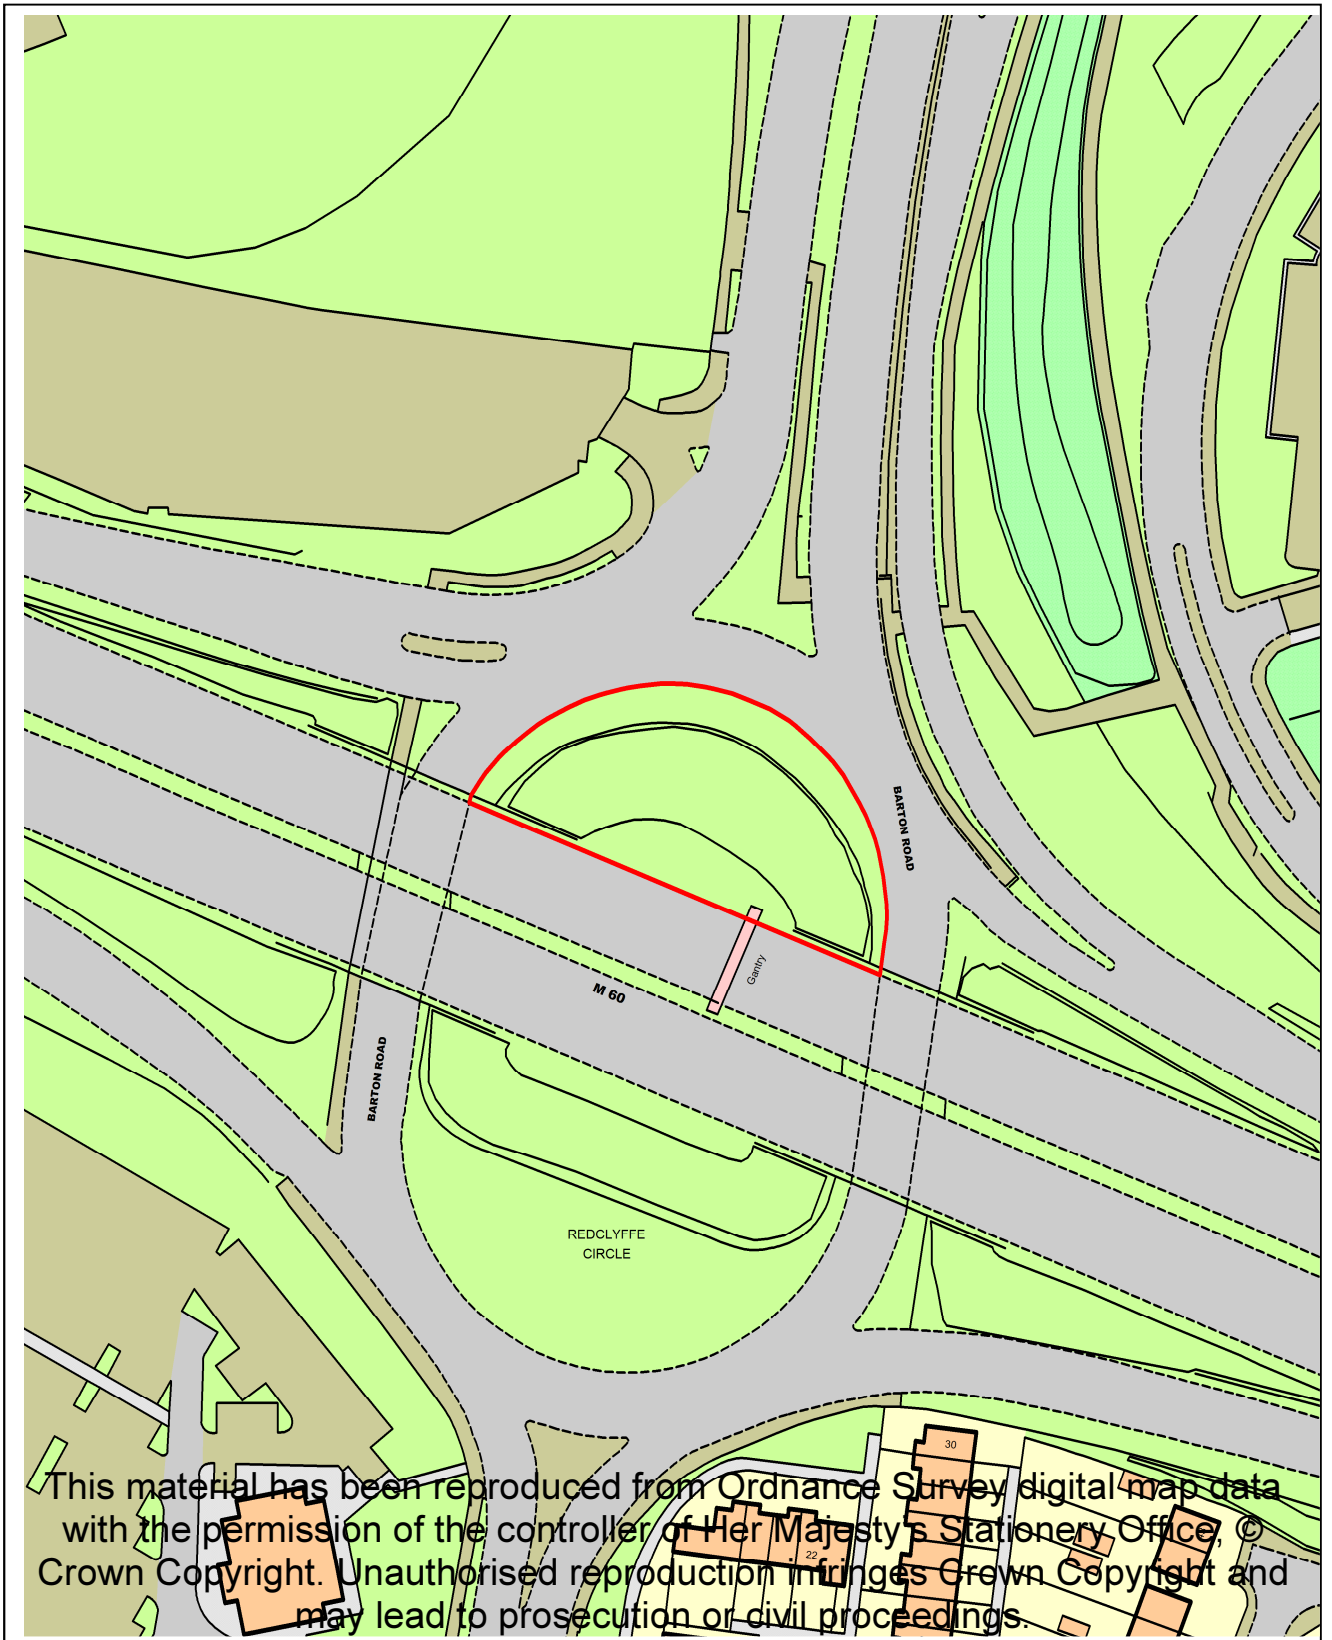 BARTON ROAD
Gantry
M 60
BARTON ROAD
REDCLYFFE
CIRCLE
30
22
This material has been reproduced from Ordnance Survey digital map data
with the permission of the controller of Her Majesty's Stationery Office, ©
Crown Copyright. Unauthorised reproduction infringes Crown Copyright and
may lead to prosecution or civil proceedings.